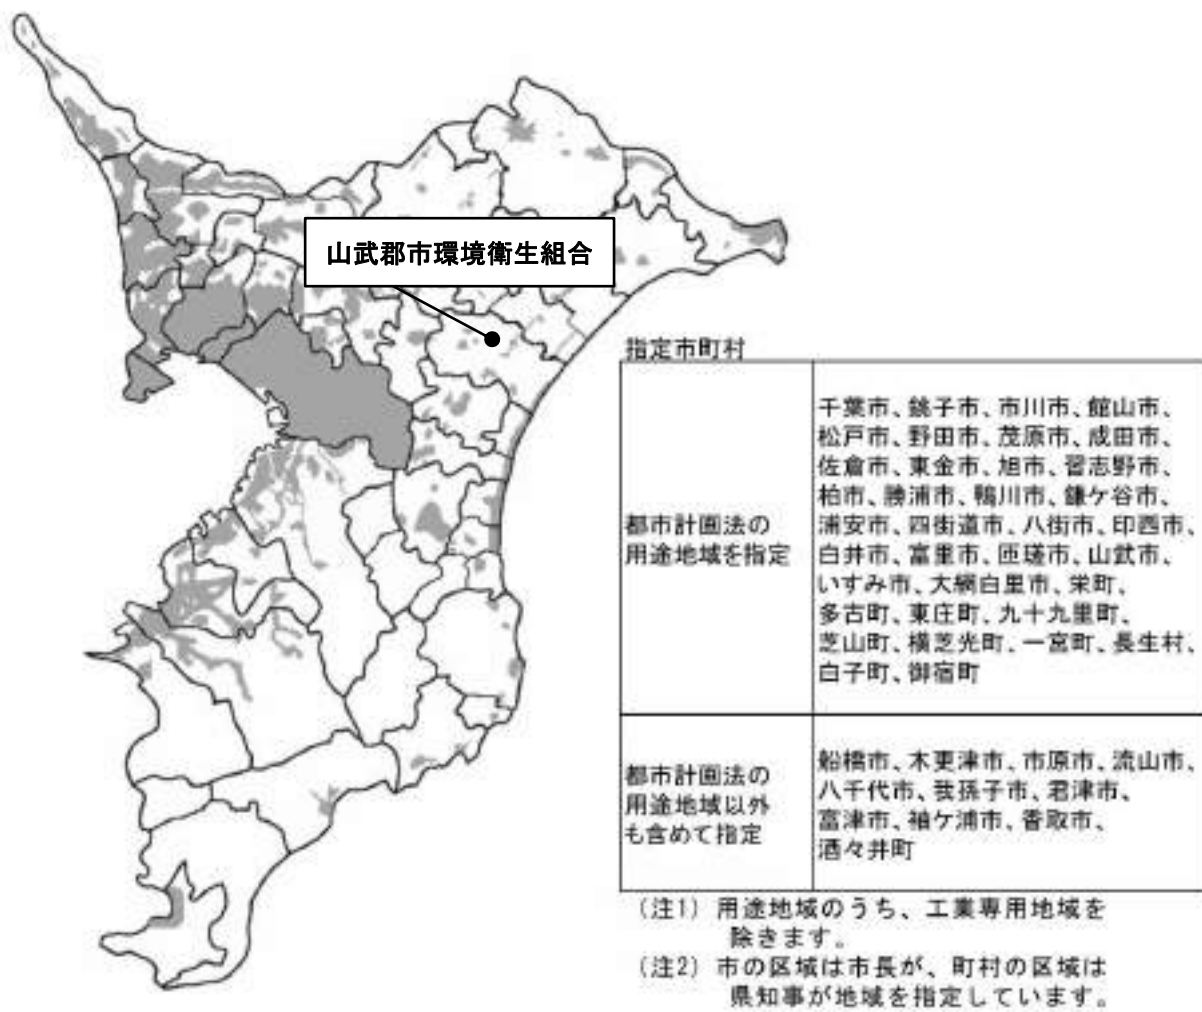 山武郡市環境衛生組合
指定市町村
都市計画法の
用途地域を指定
千葉市、銚子市、市川市、館山市、
松戸市、野田市、茂原市、成田市、
佐倉市、東金市、旭市、習志野市、
柏市、勝浦市、鴨川市、鎌ケ谷市、
浦安市、四街道市、八街市、印西市、
白井市、富里市、匝瑳市、山武市、
いすみ市、大網白里市、栄町、
多古町、東庄町、九十九里町、
芝山町、横芝光町、一宮町、長生村、
白子町、御宿町
都市計画法の
用途地域以外
も含めて指定
船橋市、木更津市、市原市、流山市、
八千代市、我孫子市、君津市、
富津市、袖ケ浦市、香取市、
酒々井町
（注1）用途地域のうち、工業専用地域を
除きます。
（注2）市の区域は市長が、町村の区域は
県知事が地域を指定しています。